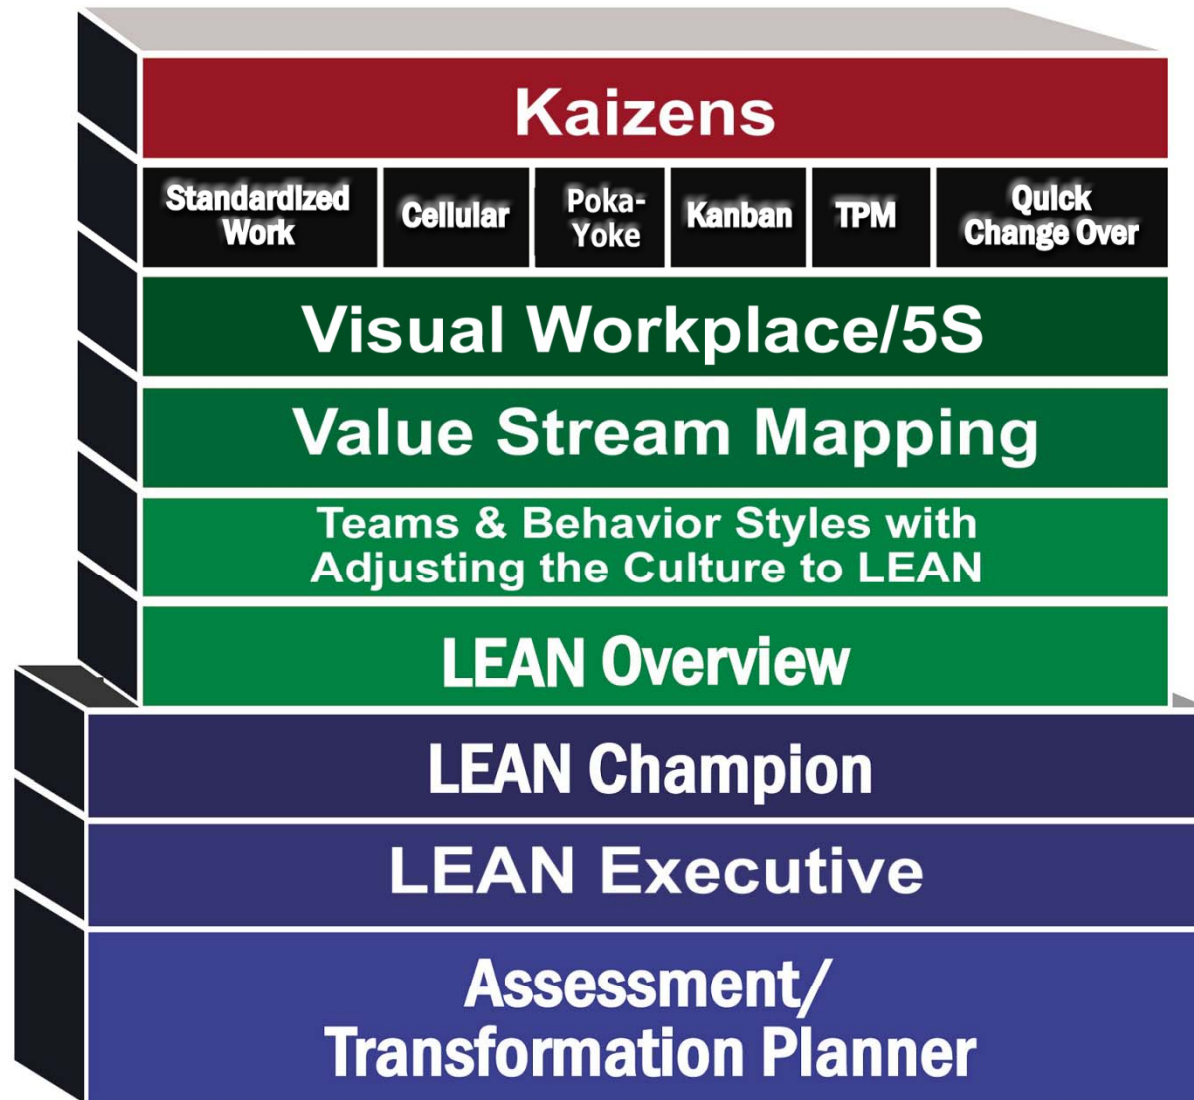 Kaizens
Standardized
Work
Cellular
Poka-
Yoke
Kanban
TPM
Quick
Change Over
Visual Workplace/5S
Value Stream Mapping
Teams & Behavior Styles with
Adjusting the Culture to LEAN
LEAN Overview
LEAN Champion
LEAN Executive
Assessment/
Transformation Planner